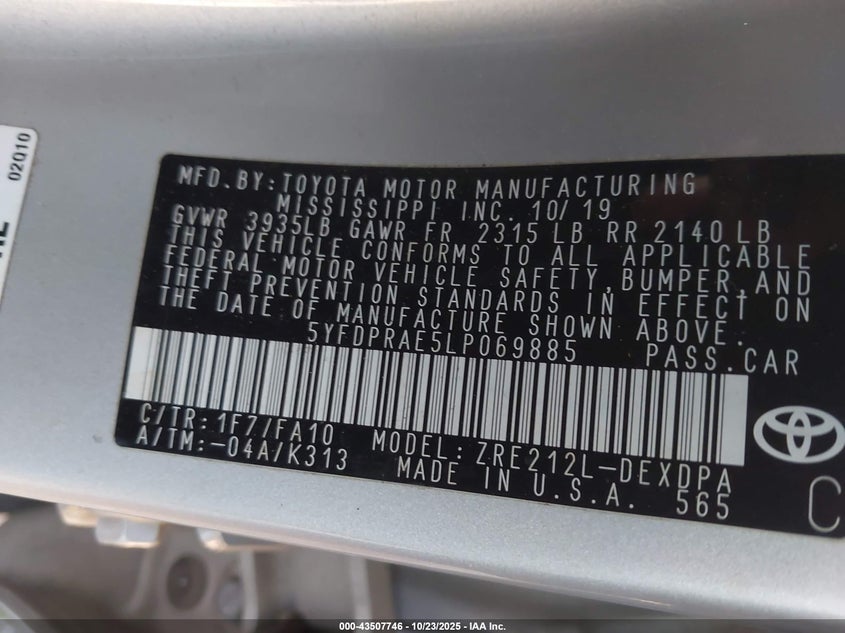 02Q10
MFD.BY:TOYOTA MOTOR MANUFACTURING
MISSISSIPPI INC. 10/19
GVWR 3935LB GAWR FR 2315 LB RR 2140 LB
THIS VEHICLE CONFORMS TO ALL APPLICABLE
FEDERAL MOTOR VEHICLE SAFETY,BUMPER,AND
THEFT PREVENTION STANDARDS IN EFFECT ON
THE DATE OF MANUFACTURE SHOWN ABOVE.
5YFDPRAE5LP069885 PASS.CAR
C/TR:1F7/FA10 MODEL:ZRE212L-DEXDPA
A/TM:-04A/K313 MADE IN U.S.A. 565
C
000-43507746 - 10/23/2025 - IAA Inc.